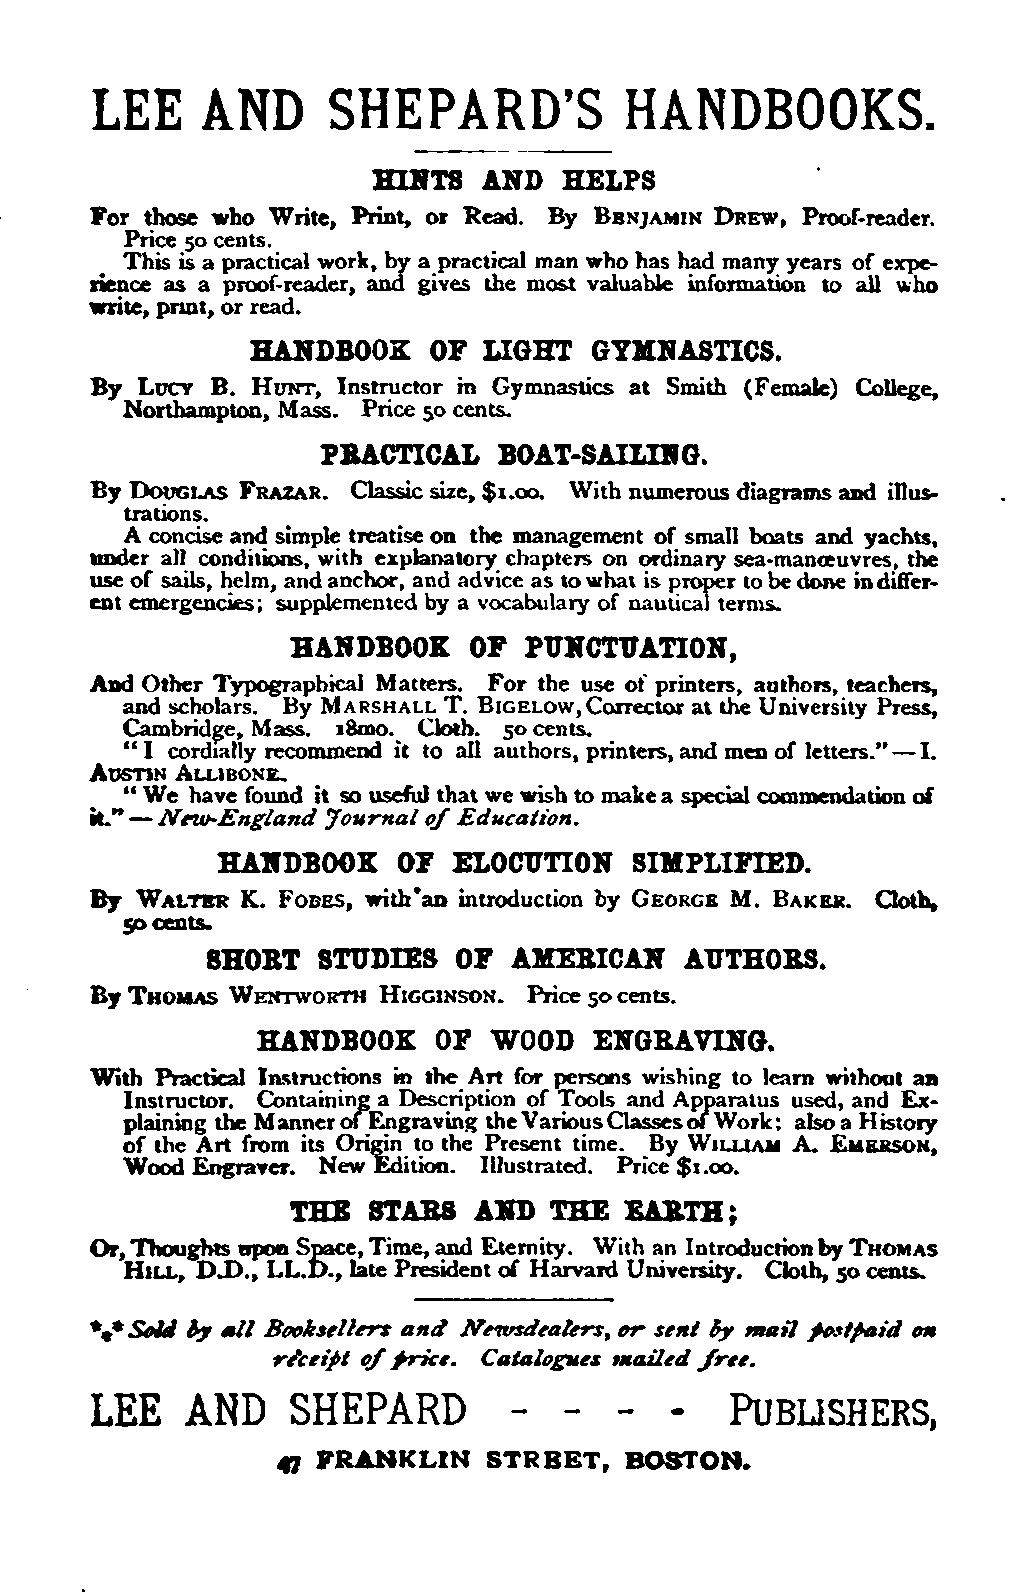 LEE AND SHEPARD'S HANDBOOKS.
HINTS AND HELPS
For those who Write, Print, or Read. By BENJAMIN DREW, Proof-reader.
Price 50 cents.
This is a practical work, by a practical man who has had many years of expe-
rience as a proof-reader, and gives the most valuable information to all who
write, print, or read.
HANDBOOK OF LIGHT GYMNASTICS.
By LUCY B. HUNT, Instructor in Gymnastics at Smith (Female) College,
Northampton, Mass. Price 50 cents.
PRACTICAL BOAT-SAILING.
By DOUGLAS FRAZAR. Classic size, $1.00. With numerous diagrams and illus-
trations.
A concise and simple treatise on the management of small boats and yachts,
under all conditions, with explanatory chapters on ordinary sea-manœuvres, the
use of sails, helm, and anchor, and advice as to what is proper to be done in differ-
ent emergencies; supplemented by a vocabulary of nautical terms.
HANDBOOK OF PUNCTUATION,
And Other Typographical Matters. For the use of printers, authors, teachers,
and scholars. By MARSHALL T. BIGELOW, Corrector at the University Press,
Cambridge, Mass. 18mo. Cloth. 50 cents.
"I cordially recommend it to all authors, printers, and men of letters."—I.
AUSTIN ALLIBONE.
"We have found it so useful that we wish to make a special commendation of
it."—New-England Journal of Education.
HANDBOOK OF ELOCUTION SIMPLIFIED.
By WALTER K. FOBES, with an introduction by GEORGE M. BAKER. Cloth,
50 cents.
SHORT STUDIES OF AMERICAN AUTHORS.
By THOMAS WENTWORTH HIGGINSON. Price 50 cents.
HANDBOOK OF WOOD ENGRAVING.
With Practical Instructions in the Art for persons wishing to learn without an
Instructor. Containing a Description of Tools and Apparatus used, and Ex-
plaining the Manner of Engraving the Various Classes of Work; also a History
of the Art from its Origin to the Present time. By WILLIAM A. EMERSON,
Wood Engraver. New Edition. Illustrated. Price $1.00.
THE STARS AND THE EARTH;
Or, Thoughts upon Space, Time, and Eternity. With an Introduction by THOMAS
HILL, D.D., LL.D., late President of Harvard University. Cloth, 50 cents.
*** Sold by all Booksellers and Newsdealers, or sent by mail postpaid on
receipt of price. Catalogues mailed free.
LEE AND SHEPARD - - - - PUBLISHERS,
47 FRANKLIN STREET, BOSTON.